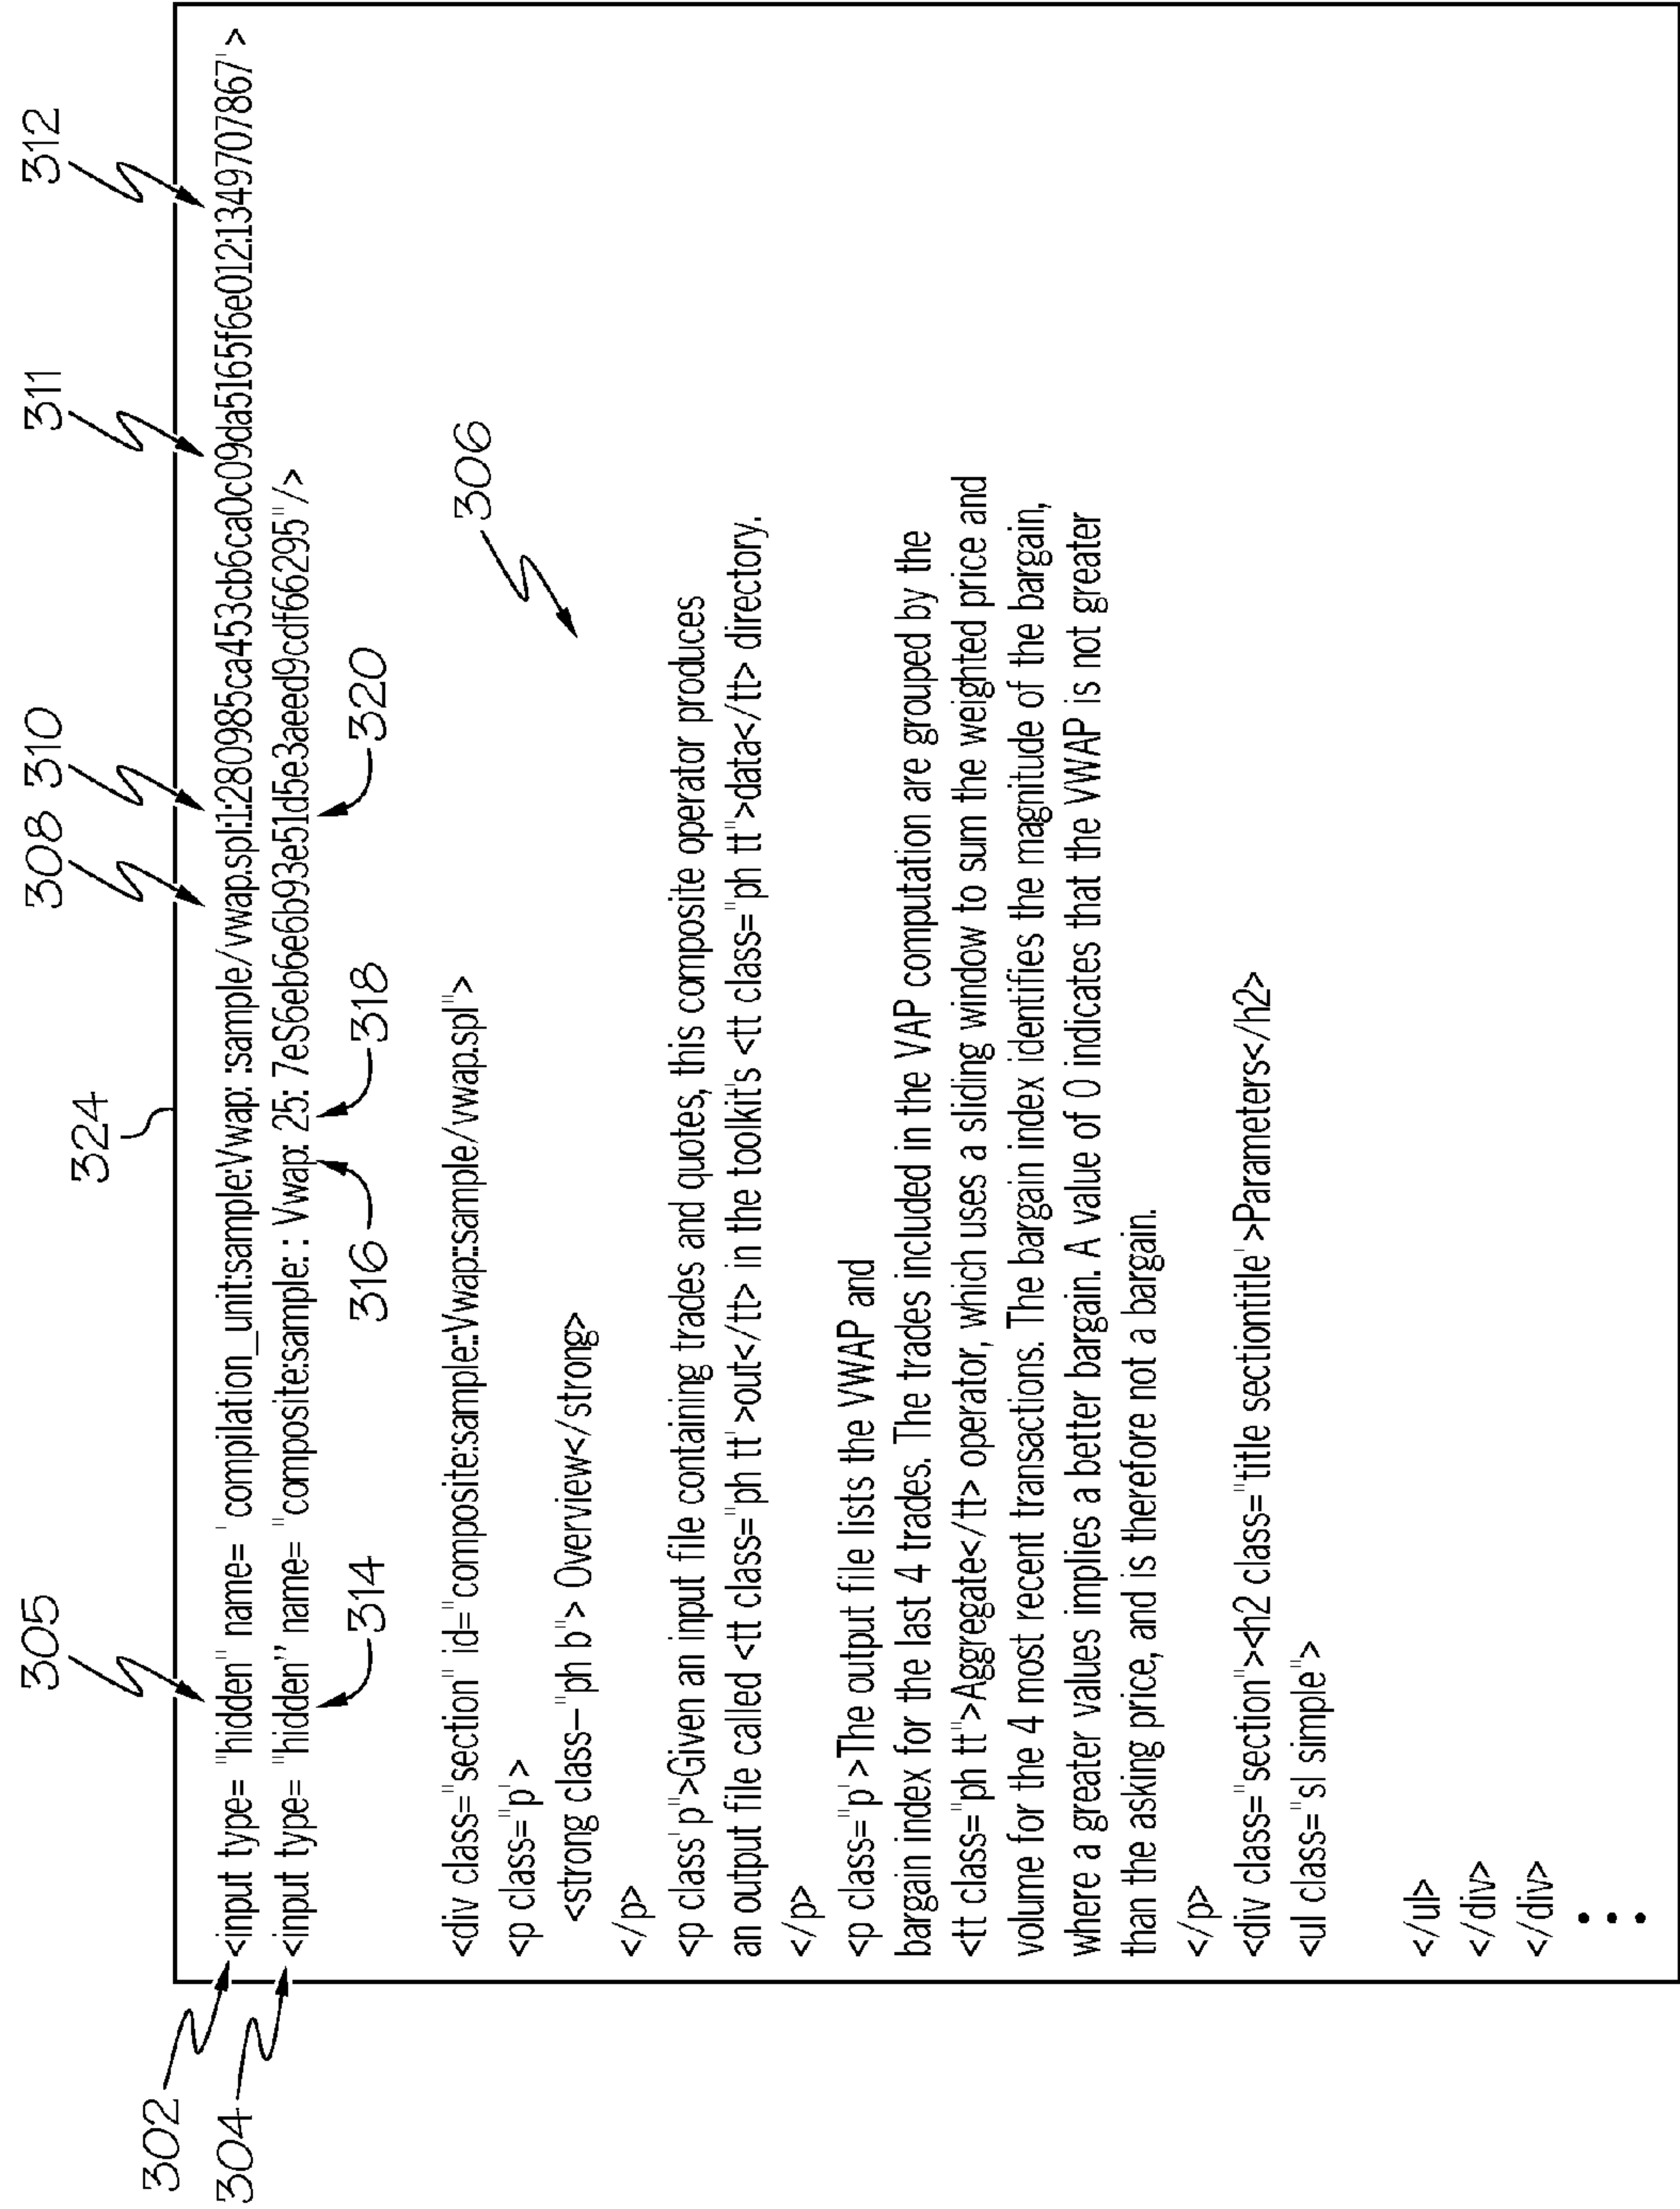 305 308 310 311 312
324
302
304
<input type= "hidden" name= ' compilation_unit:sample:Vwap: :sample/vwap.spl:1:280985ca453cb6ca0c09da5165f6e012:1349707867'>
<input type= "hidden" name= "composite:sample: : Vwap: 25: 7eS6eb6e6b93e51d5e3aeed9cdf66295"/>
314 316 318 320
306
<div class="section" id="composite:sample::Vwap::sample/vwap.spl">
<p class="p'>
<strong class-"ph b"> Overview</strong>
</p>
<p class'p">Given an input file containing trades and quotes, this composite operator produces
an output file called <tt class="ph tt'>out</tt> in the toolkit's <tt class="ph tt">data</tt> directory.
</p>
<p class="p'>The output file lists the VWAP and
bargain index for the last 4 trades. The trades included in the VAP computation are grouped by the
<tt class="ph tt">Aggregate</tt> operator, which uses a sliding window to sum the weighted price and
volume for the 4 most recent transactions. The bargain index identifies the magnitude of the bargain,
where a greater values implies a better bargain. A value of 0 indicates that the VWAP is not greater
than the asking price, and is therefore not a bargain.
</p>
<div class="section"><h2 class="title sectiontitle'>Parameters</h2>
<ul class="sl simple">
</ul>
</div>
</div>
• • •